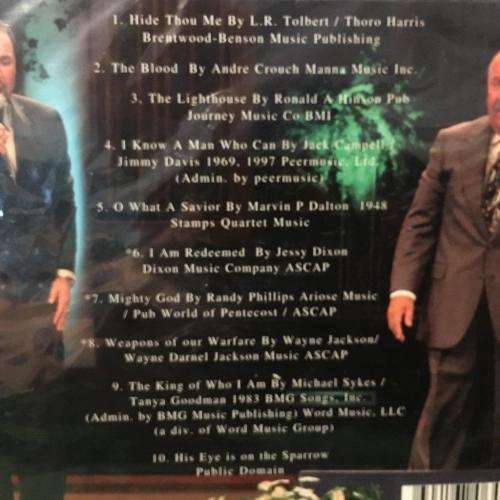 1. Hide Thou Me By L.R. Tolbert / Thoro Harris
Brentwood-Benson Music Publishing
2. The Blood By Andre Crouch Manna Music Inc.
3. The Lighthouse By Ronald A Hinson Pub
Journey Music Co BMI
4. I Know A Man Who Can By Jack Campell /
Jimmy Davis 1969, 1997 Peermusic, Ltd.
(Admin. by peermusic)
5. O What A Savior By Marvin P Dalton 1948
Stamps Quartet Music
*6. I Am Redeemed By Jessy Dixon
Dixon Music Company ASCAP
*7. Mighty God By Randy Phillips Ariose Music
/ Pub World of Pentecost / ASCAP
*8. Weapons of our Warfare By Wayne Jackson/
Wayne Darnel Jackson Music ASCAP
9. The King of Who I Am By Michael Sykes /
Tanya Goodman 1983 BMG Songs, Inc.
(Admin. by BMG Music Publishing) Word Music, LLC
(a div. of Word Music Group)
10. His Eye is on the Sparrow
Public Domain